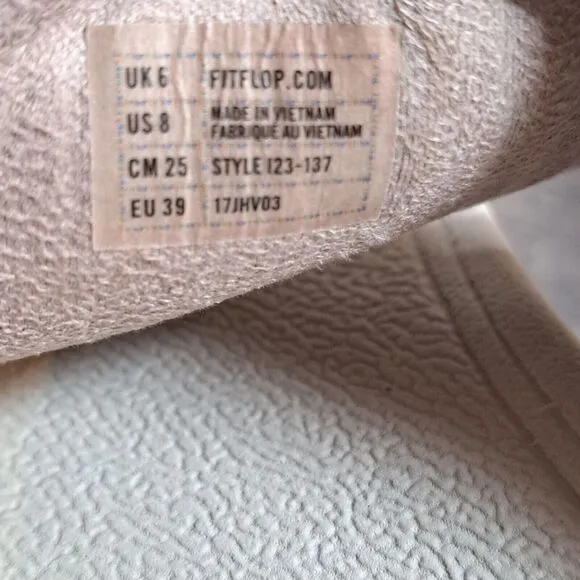 UK 6 FITFLOP.COM
US 8 MADE IN VIETNAM
FABRIQUÉ AU VIETNAM
CM 25 STYLE I23-137
EU 39 17JHV03